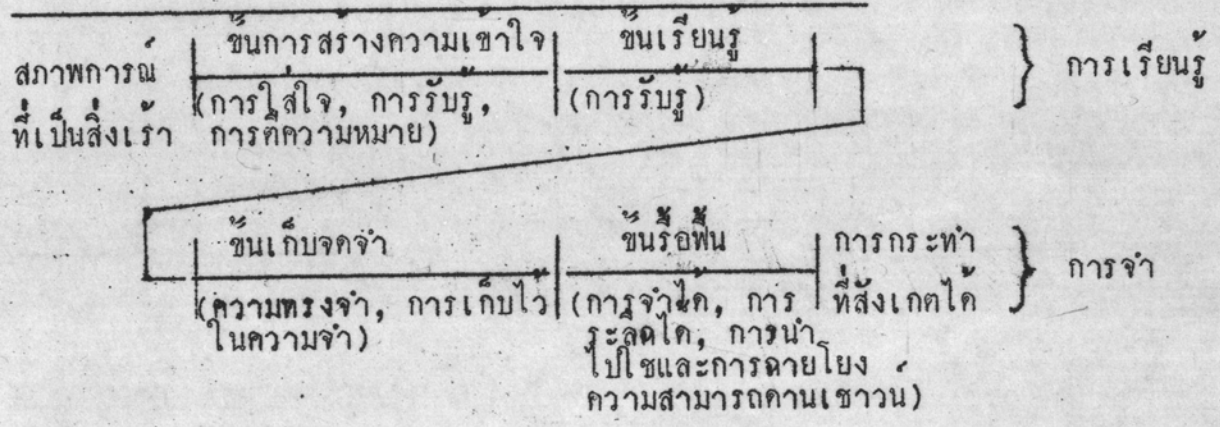 ขั้นการสร้างความเข้าใจ ขั้นเรียนรู้
สภาพการณ์
ที่เป็นสิ่งเร้า
(การใส่ใจ, การรับรู้,
การตีความหมาย)
(การรับรู้)
การเรียนรู้
ขั้นเก็บจดจำ
(ความทรงจำ, การเก็บไว้
ในความจำ)
ขั้นรื้อฟื้น
(การจำได้, การ
ระลึกได้, การนำ
ไปใช้และการถ่ายโยง
ความสามารถด้านเชาวน์)
การกระทำ
ที่สังเกตได้
การจำ